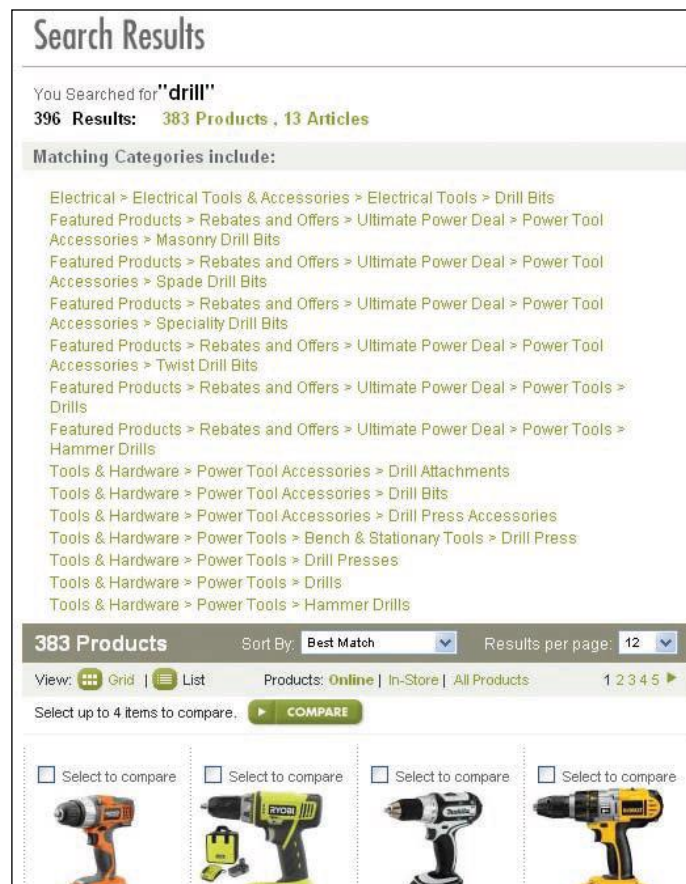 Search Results
You Searched for "drill"
396 Results: 383 Products , 13 Articles
Matching Categories include:
Electrical > Electrical Tools & Accessories > Electrical Tools > Drill Bits
Featured Products > Rebates and Offers > Ultimate Power Deal > Power Tool
Accessories > Masonry Drill Bits
Featured Products > Rebates and Offers > Ultimate Power Deal > Power Tool
Accessories > Spade Drill Bits
Featured Products > Rebates and Offers > Ultimate Power Deal > Power Tool
Accessories > Speciality Drill Bits
Featured Products > Rebates and Offers > Ultimate Power Deal > Power Tool
Accessories > Twist Drill Bits
Featured Products > Rebates and Offers > Ultimate Power Deal > Power Tools >
Drills
Featured Products > Rebates and Offers > Ultimate Power Deal > Power Tools >
Hammer Drills
Tools & Hardware > Power Tool Accessories > Drill Attachments
Tools & Hardware > Power Tool Accessories > Drill Bits
Tools & Hardware > Power Tool Accessories > Drill Press Accessories
Tools & Hardware > Power Tools > Bench & Stationary Tools > Drill Press
Tools & Hardware > Power Tools > Drill Presses
Tools & Hardware > Power Tools > Drills
Tools & Hardware > Power Tools > Hammer Drills
383 Products Sort By: Best Match Results per page: 12
View: Grid | List Products: Online | In-Store | All Products 1 2 3 4 5
Select up to 4 items to compare. COMPARE
Select to compare Select to compare Select to compare Select to compare
RYOBI Makita DEWALT